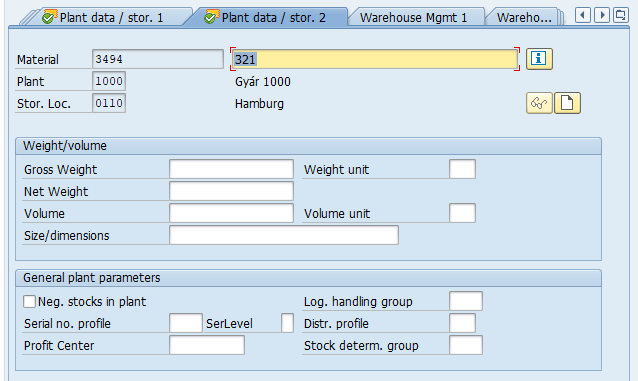 Plant data / stor. 1 Plant data / stor. 2 Warehouse Mgmt 1 Wareho...
Material 3494 321
Plant 1000 Gyár 1000
Stor. Loc. 0110 Hamburg
Weight/volume
Gross Weight Weight unit
Net Weight
Volume Volume unit
Size/dimensions
General plant parameters
Neg. stocks in plant Log. handling group
Serial no. profile SerLevel Distr. profile
Profit Center Stock determ. group